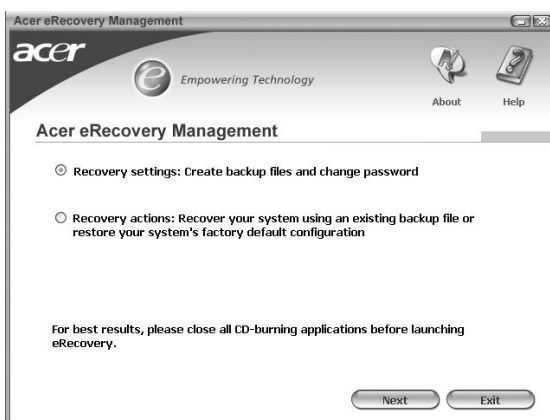 Acer eRecovery Management
acer
e
Empowering Technology
About
Help
Acer eRecovery Management
Recovery settings: Create backup files and change password
Recovery actions: Recover your system using an existing backup file or
restore your system's factory default configuration
For best results, please close all CD-burning applications before launching
eRecovery.
Next
Exit